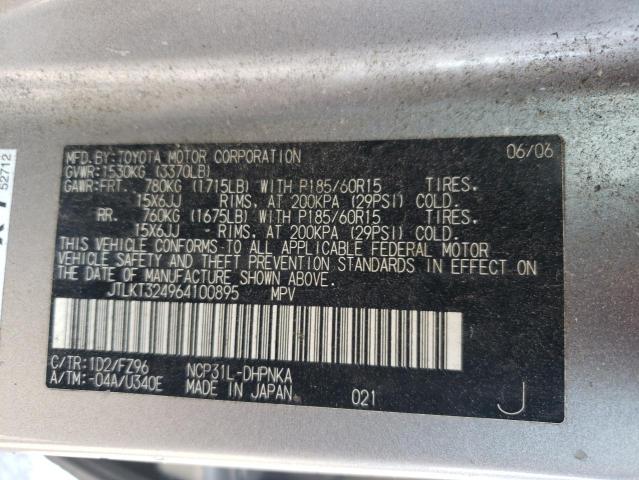 MFD.BY:TOYOTA MOTOR CORPORATION 06/06
GVWR:1530KG (3370LB)
GAWR:FRT. 780KG (1715LB) WITH P185/60R15 TIRES.
15X6JJ - RIMS. AT 200KPA (29PSI) COLD.
RR. 760KG (1675LB) WITH P185/60R15 TIRES.
15X6JJ - RIMS. AT 200KPA (29PSI) COLD.
THIS VEHICLE CONFORMS TO ALL APPLICABLE FEDERAL MOTOR
VEHICLE SAFETY AND THEFT PREVENTION STANDARDS IN EFFECT ON
THE DATE OF MANUFACTURE SHOWN ABOVE.
JTLKT324964100895 MPV
C/TR:1D2/FZ96 NCP31L-DHPNKA
A/TM:-04A/U340E MADE IN JAPAN 021 J
52712